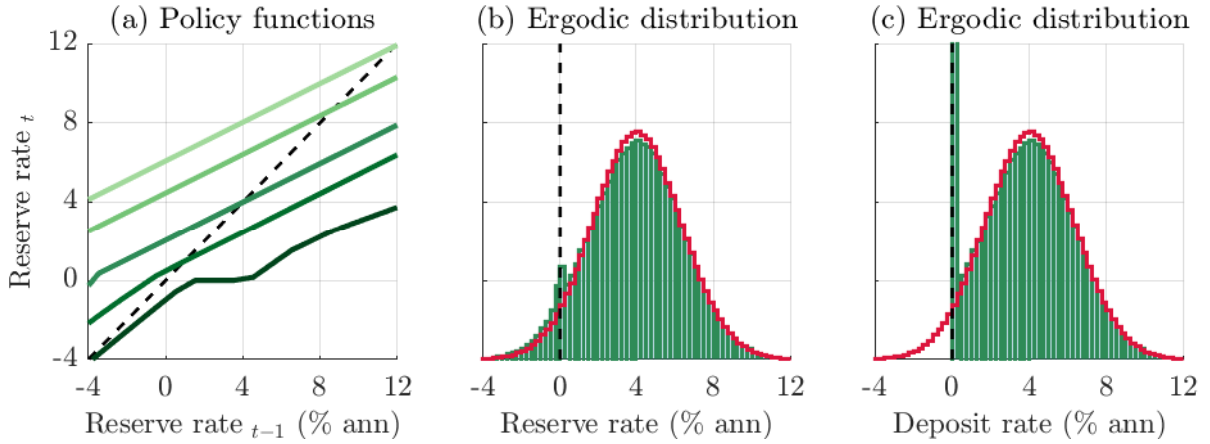 (a) Policy functions
(b) Ergodic distribution
(c) Ergodic distribution
Reserve rate t
12
8
4
0
-4
-4 0 4 8 12
-4 0 4 8 12
-4 0 4 8 12
Reserve rate t−1 (% ann)
Reserve rate (% ann)
Deposit rate (% ann)